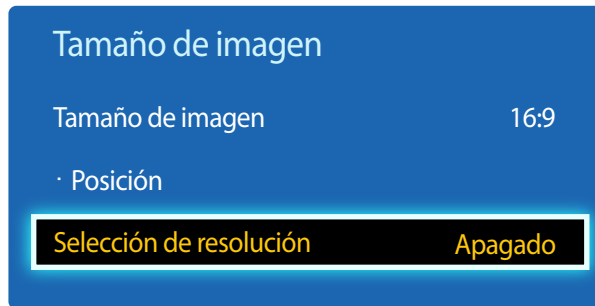 Tamaño de imagen
Tamaño de imagen 16:9
· Posición
Selección de resolución Apagado